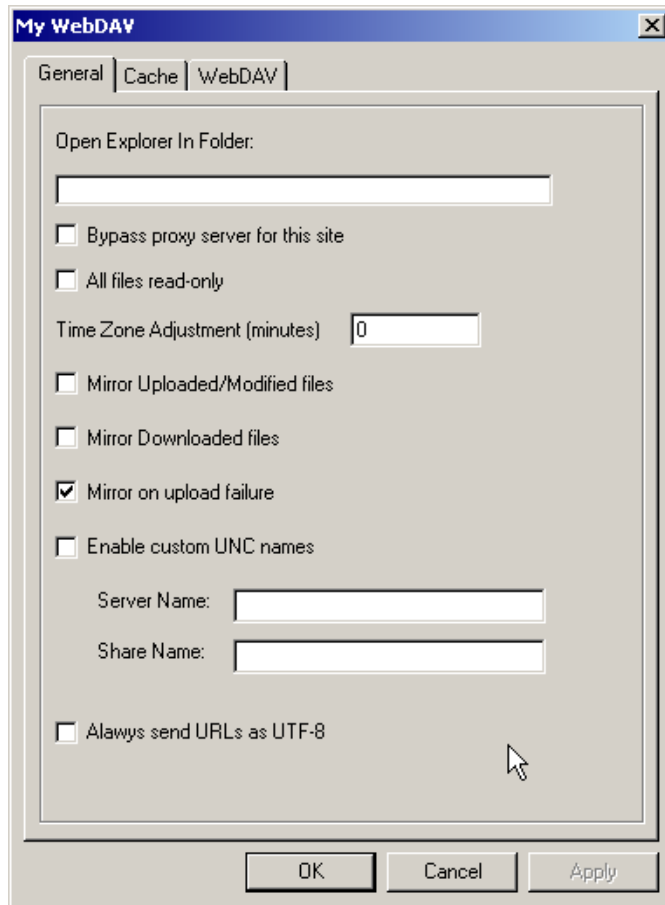 My WebDAV
General Cache WebDAV
Open Explorer In Folder:
Bypass proxy server for this site
All files read-only
Time Zone Adjustment (minutes) 0
Mirror Uploaded/Modified files
Mirror Downloaded files
Mirror on upload failure
Enable custom UNC names
Server Name:
Share Name:
Alawys send URLs as UTF-8
OK Cancel Apply